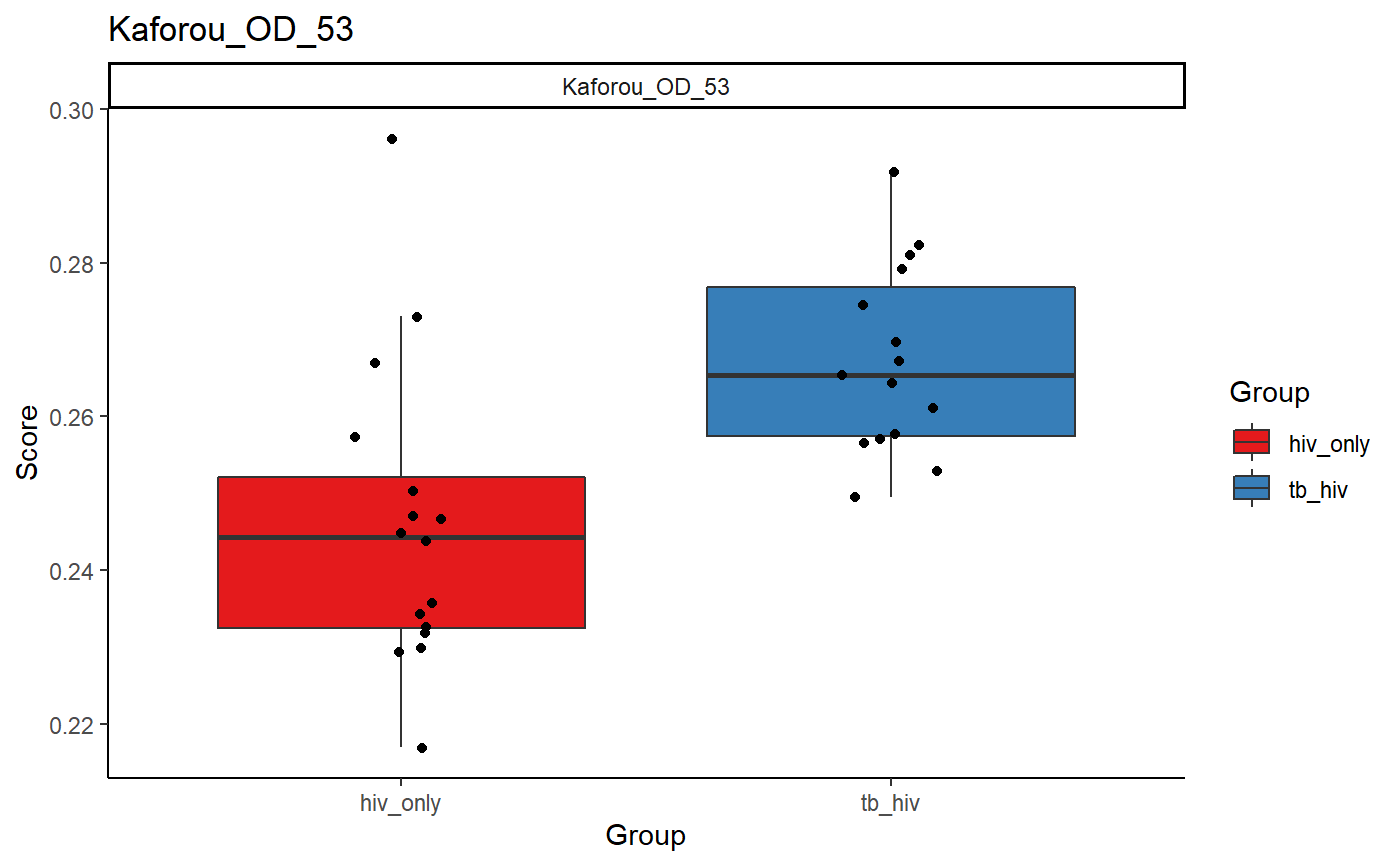 Kaforou_OD_53
Kaforou_OD_53
0.30
0.28
0.26
0.24
0.22
Score
hiv_only
tb_hiv
Group
Group
hiv_only
tb_hiv